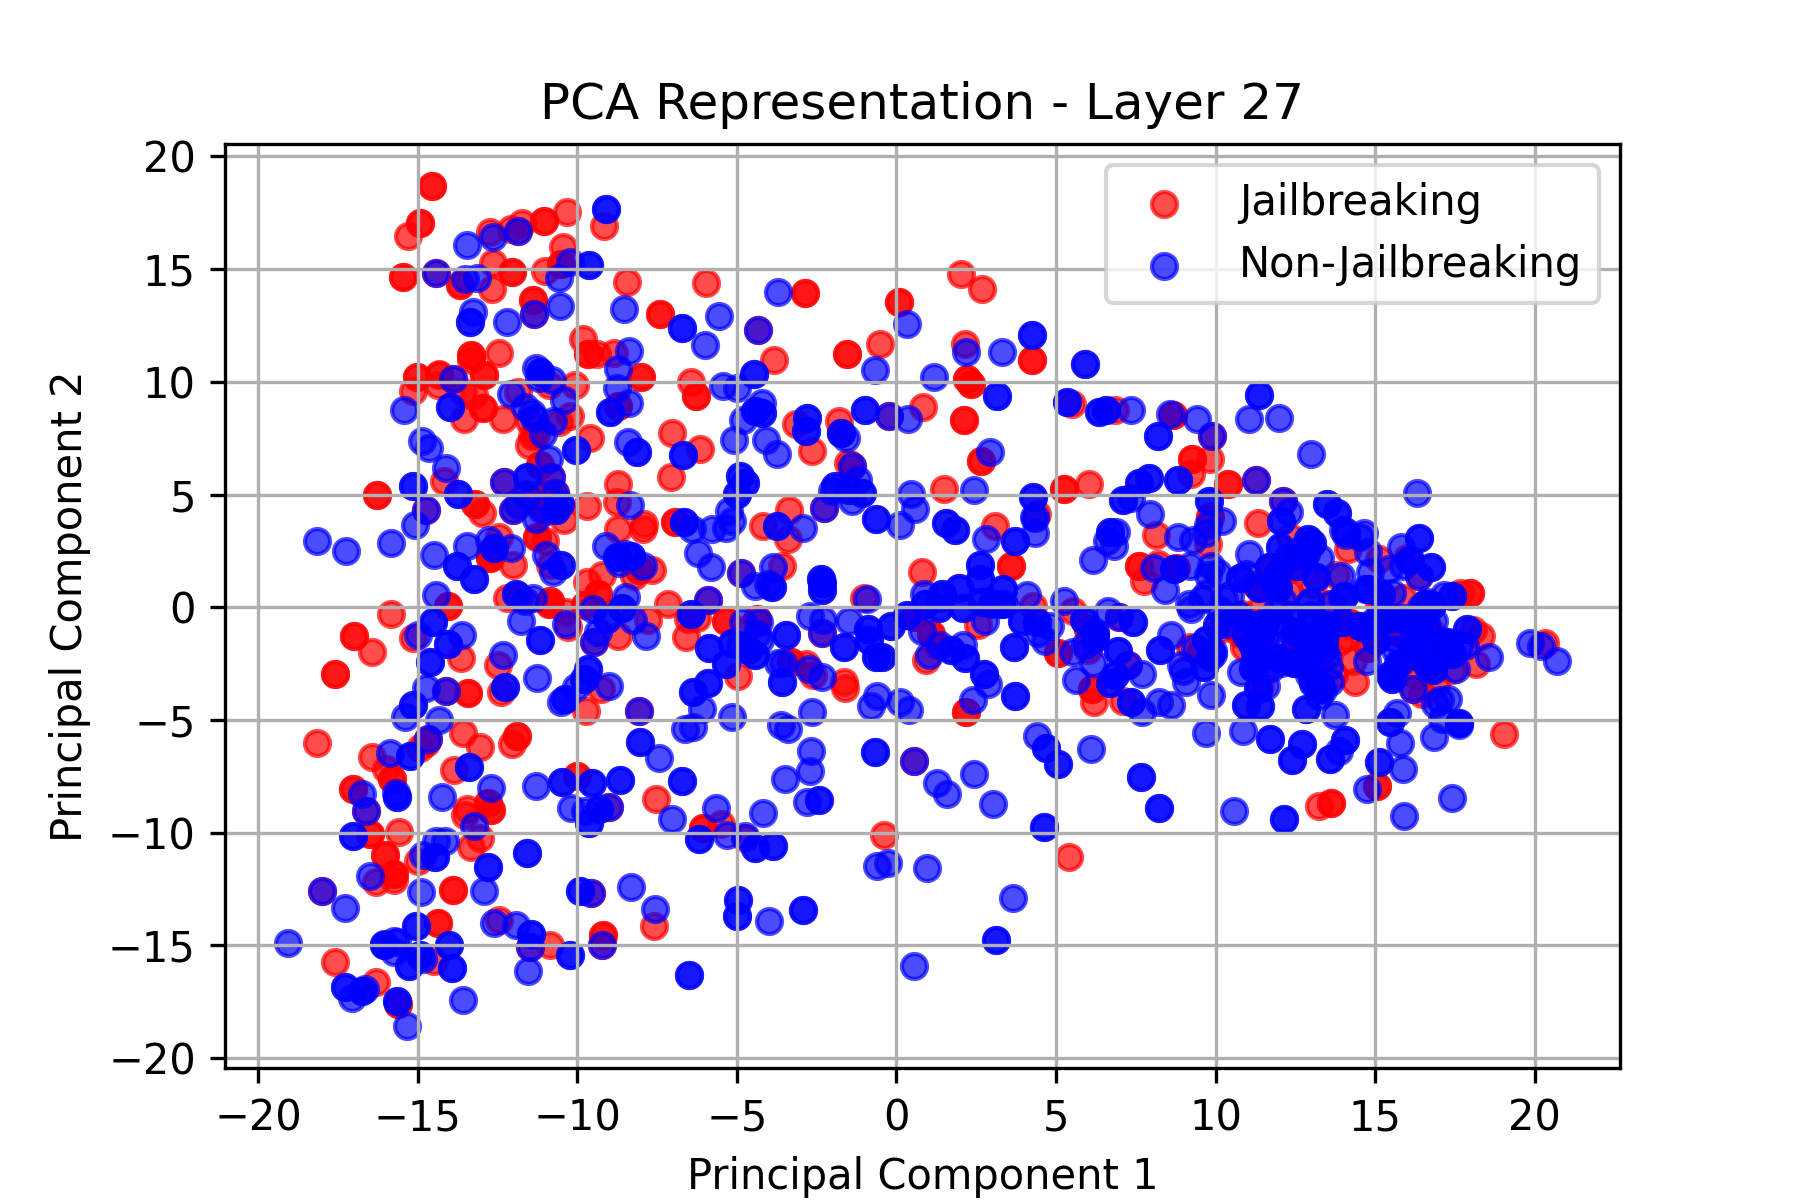 PCA Representation - Layer 27
Jailbreaking
Non-Jailbreaking
20
15
10
5
0
−5
−10
−15
−20
Principal Component 2
−20 −15 −10 −5 0 5 10 15 20
Principal Component 1